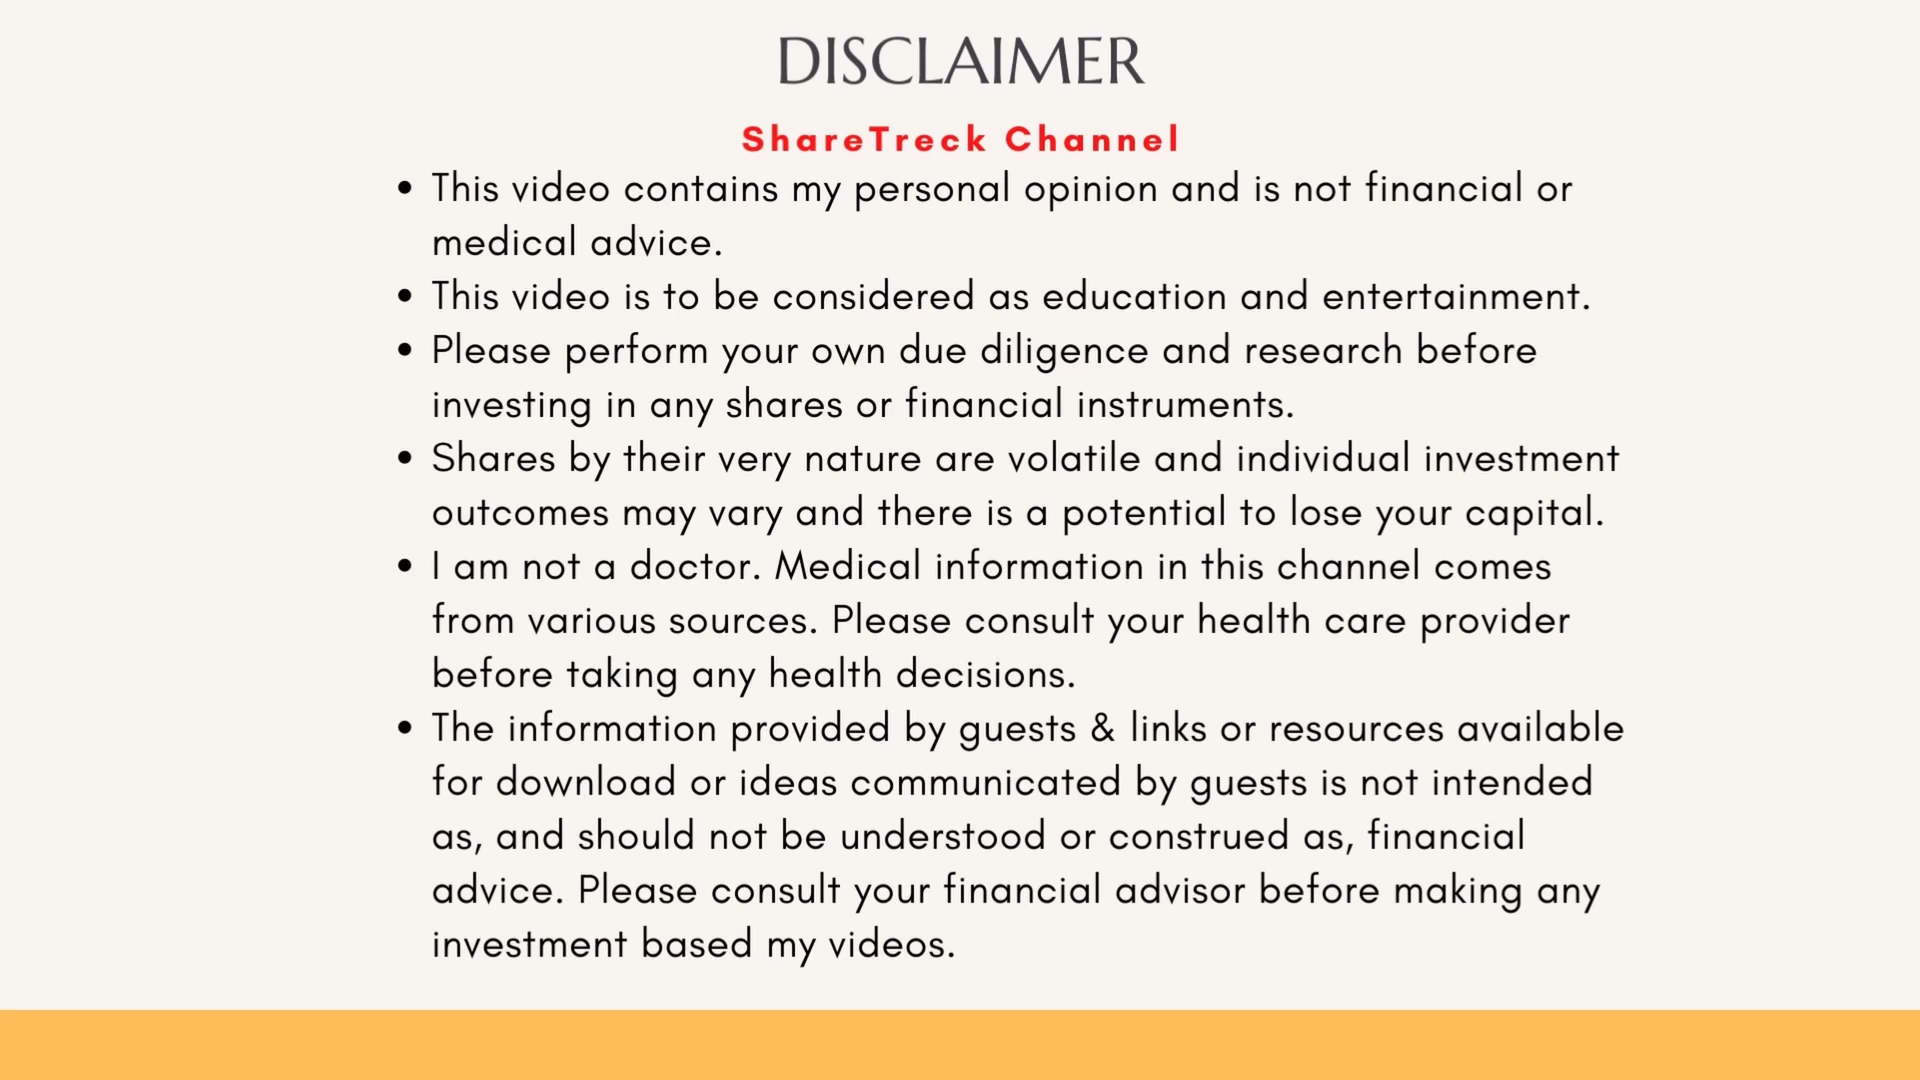 DISCLAIMER
ShareTreck Channel
• This video contains my personal opinion and is not financial or
medical advice.
• This video is to be considered as education and entertainment.
• Please perform your own due diligence and research before
investing in any shares or financial instruments.
• Shares by their very nature are volatile and individual investment
outcomes may vary and there is a potential to lose your capital.
• I am not a doctor. Medical information in this channel comes
from various sources. Please consult your health care provider
before taking any health decisions.
• The information provided by guests & links or resources available
for download or ideas communicated by guests is not intended
as, and should not be understood or construed as, financial
advice. Please consult your financial advisor before making any
investment based my videos.